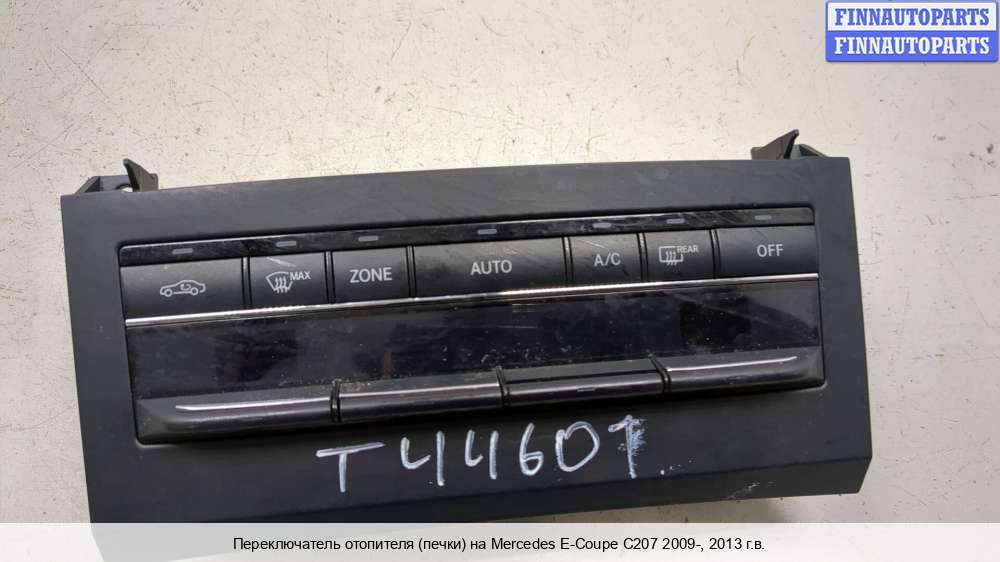 FINNAUTOPARTS
FINNAUTOPARTS
MAX
ZONE
AUTO
A/C
REAR
OFF
T44601
Переключатель отопителя (печки) на Mercedes E-Coupe C207 2009-, 2013 г.в.